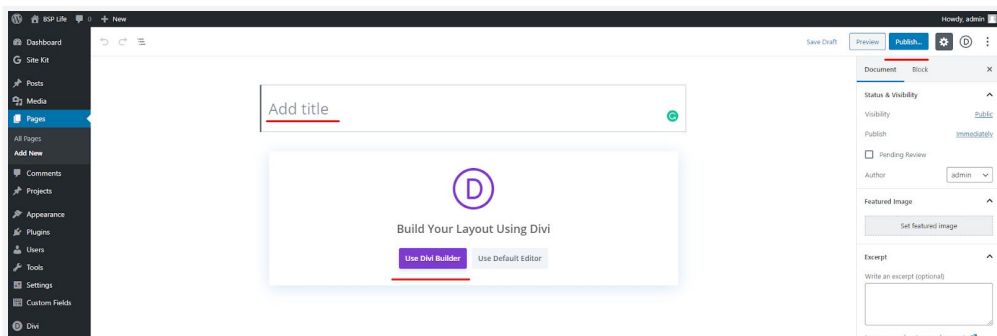 BSP Life 0 + New Howdy, admin
Dashboard
Site Kit
Posts
Media
Pages
All Pages
Add New
Comments
Projects
Appearance
Plugins
Users
Tools
Settings
Custom Fields
Divi
Save Draft Preview Publish...
Add title
D
Build Your Layout Using Divi
Use Divi Builder Use Default Editor
Document Block
Status & Visibility
Visibility Public
Publish Immediately
Pending Review
Author admin
Featured Image
Set featured image
Excerpt
Write an excerpt (optional)